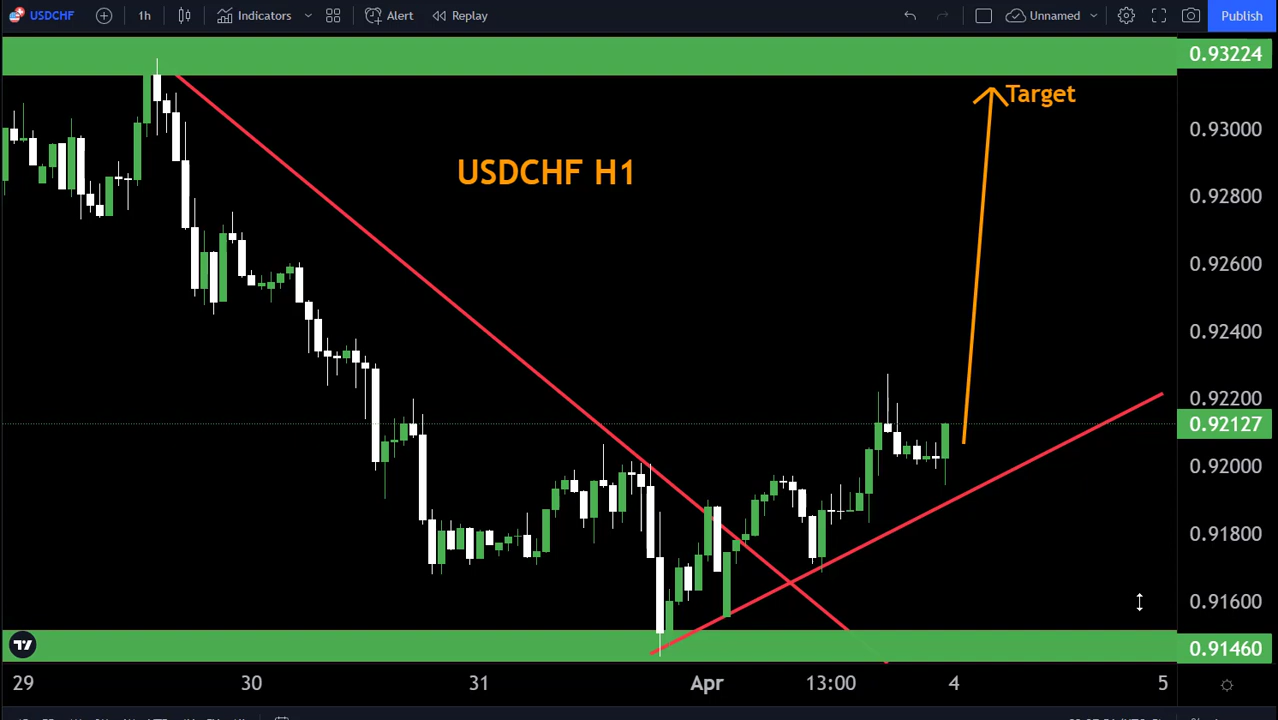 USDCHF 1h Indicators Alert Replay Unnamed Publish
0.93224
Target
0.93000
USDCHF H1
0.92800
0.92600
0.92400
0.92200
0.92127
0.92000
0.91800
0.91600
0.91460
29 30 31 Apr 13:00 4 5